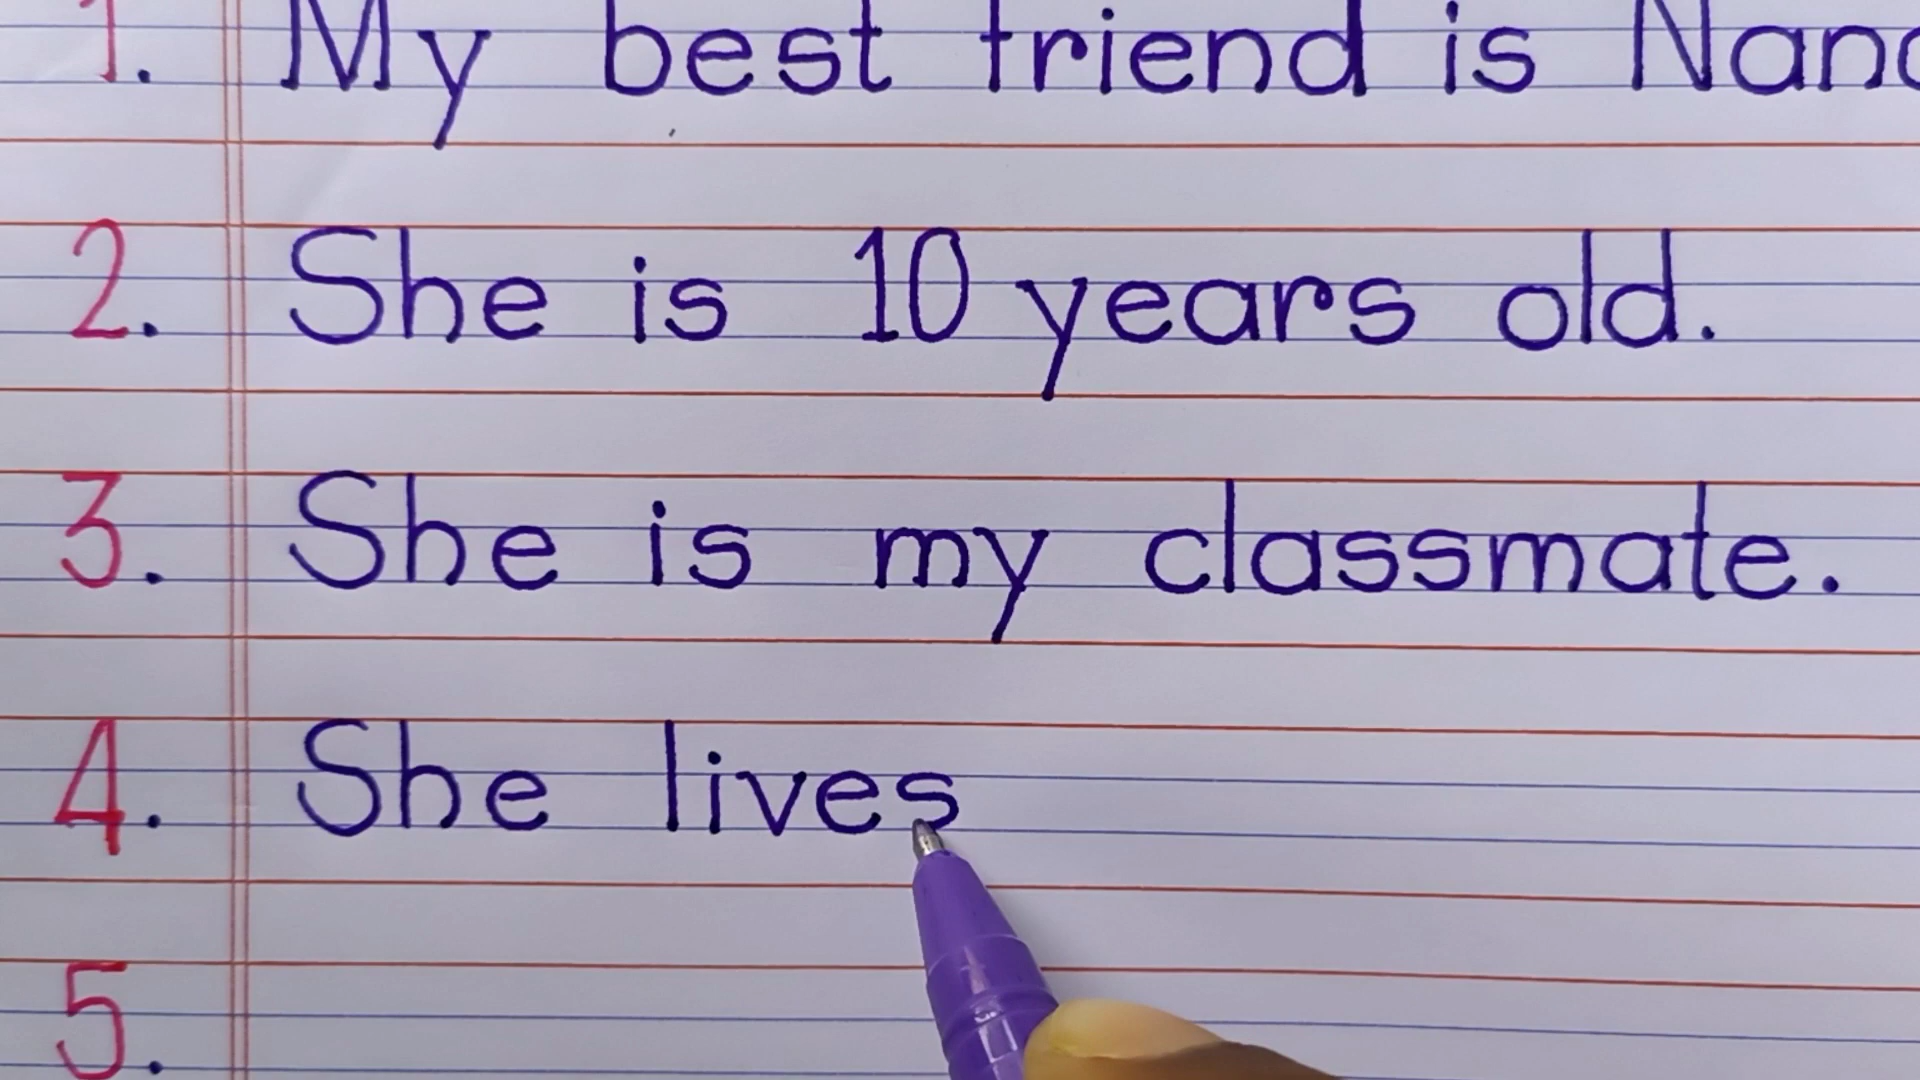 1. My best friend is
2. She is 10 years old.
3. She is my classmate.
4. She lives
5.